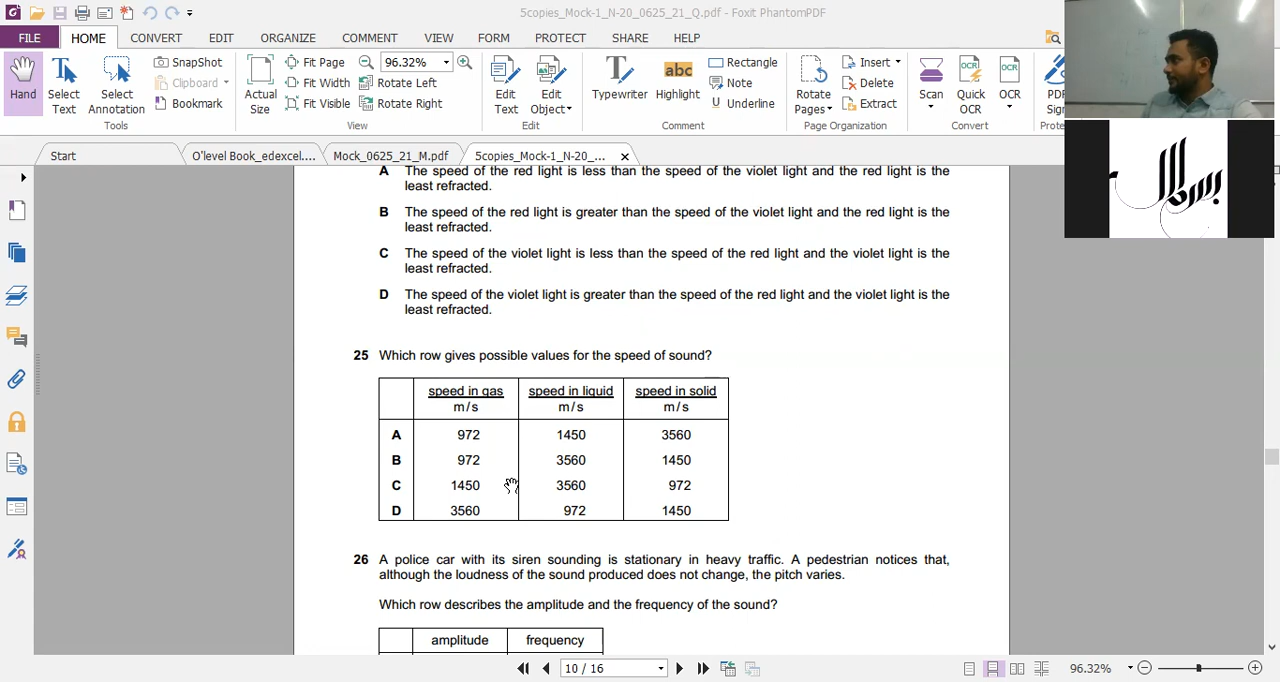 5copies_Mock-1_N-20_0625_21_Q.pdf - Foxit PhantomPDF
FILE HOME CONVERT EDIT ORGANIZE COMMENT VIEW FORM PROTECT SHARE HELP
Hand
Select Text
Select Annotation
SnapShot
Clipboard
Bookmark
Tools
Actual Size
Fit Page
Fit Width
Fit Visible
96.32%
Rotate Left
Rotate Right
View
Edit Text
Edit Object
Edit
Typewriter
Highlight
Rectangle
Note
Underline
Comment
Rotate Pages
Insert
Delete
Extract
Page Organization
Scan
Quick OCR
OCR
Convert
PDF
Start O'level Book_edexcel.... Mock_0625_21_M.pdf 5copies_Mock-1_N-20_...
A The speed of the red light is less than the speed of the violet light and the red light is the
least refracted.
B The speed of the red light is greater than the speed of the violet light and the red light is the
least refracted.
C The speed of the violet light is less than the speed of the red light and the violet light is the
least refracted.
D The speed of the violet light is greater than the speed of the red light and the violet light is the
least refracted.
25 Which row gives possible values for the speed of sound?
speed in gas speed in liquid speed in solid
m/s m/s m/s
A 972 1450 3560
B 972 3560 1450
C 1450 3560 972
D 3560 972 1450
26 A police car with its siren sounding is stationary in heavy traffic. A pedestrian notices that,
although the loudness of the sound produced does not change, the pitch varies.
Which row describes the amplitude and the frequency of the sound?
amplitude frequency
10 / 16
96.32%